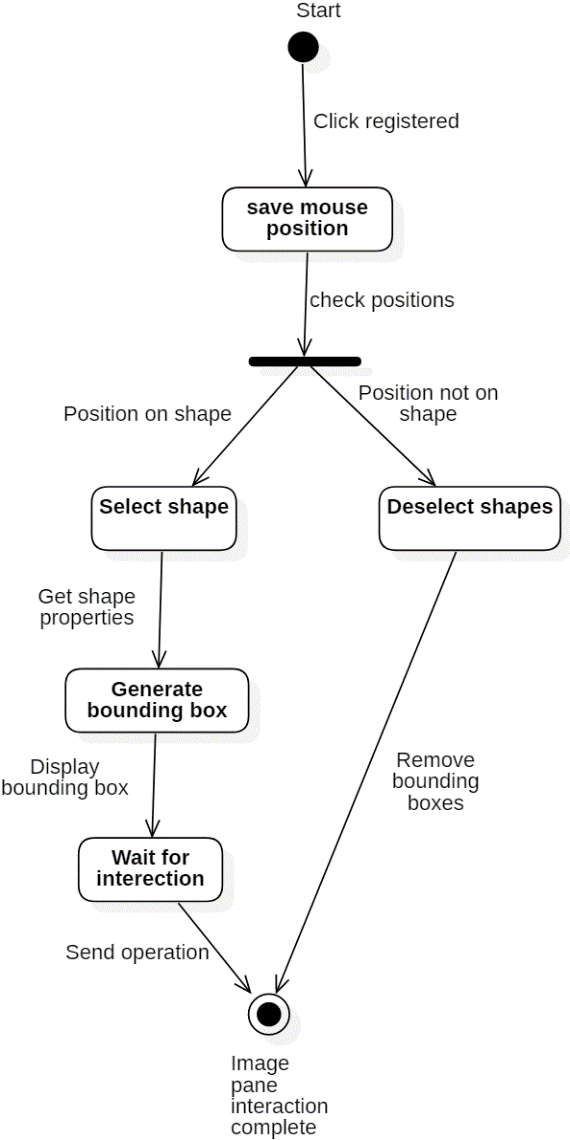 Start
Click registered
save mouse
position
check positions
Position on shape
Position not on
shape
Select shape
Deselect shapes
Get shape
properties
Generate
bounding box
Display
bounding box
Remove
bounding
boxes
Wait for
interection
Send operation
Image
pane
interaction
complete